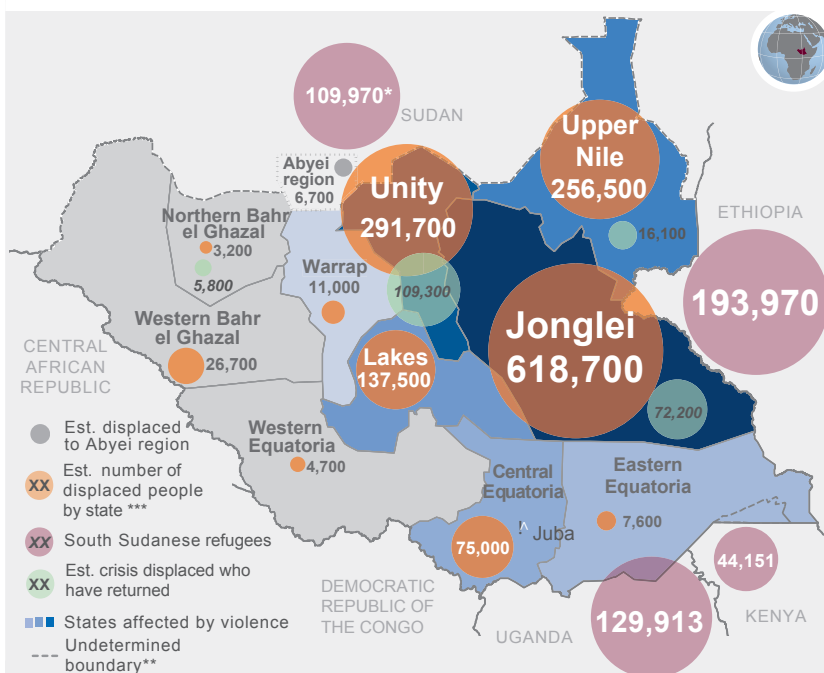 109,970*
SUDAN
Upper
Nile
256,500
Abyei
region
6,700
Unity
291,700
Northern Bahr
el Ghazal
3,200
5,800
16,100
ETHIOPIA
Warrap
11,000
109,300
193,970
Western Bahr
el Ghazal
26,700
Jonglei
618,700
CENTRAL
AFRICAN
REPUBLIC
Lakes
137,500
72,200
Western
Equatoria
4,700
Central
Equatoria
Eastern
Equatoria
7,600
Juba
75,000
44,151
KENYA
DEMOCRATIC
REPUBLIC OF
THE CONGO
UGANDA
129,913
Est. displaced
to Abyei region
XX Est. number of
displaced people
by state ***
XX South Sudanese refugees
XX Est. crisis displaced who
have returned
States affected by violence
Undetermined
boundary**